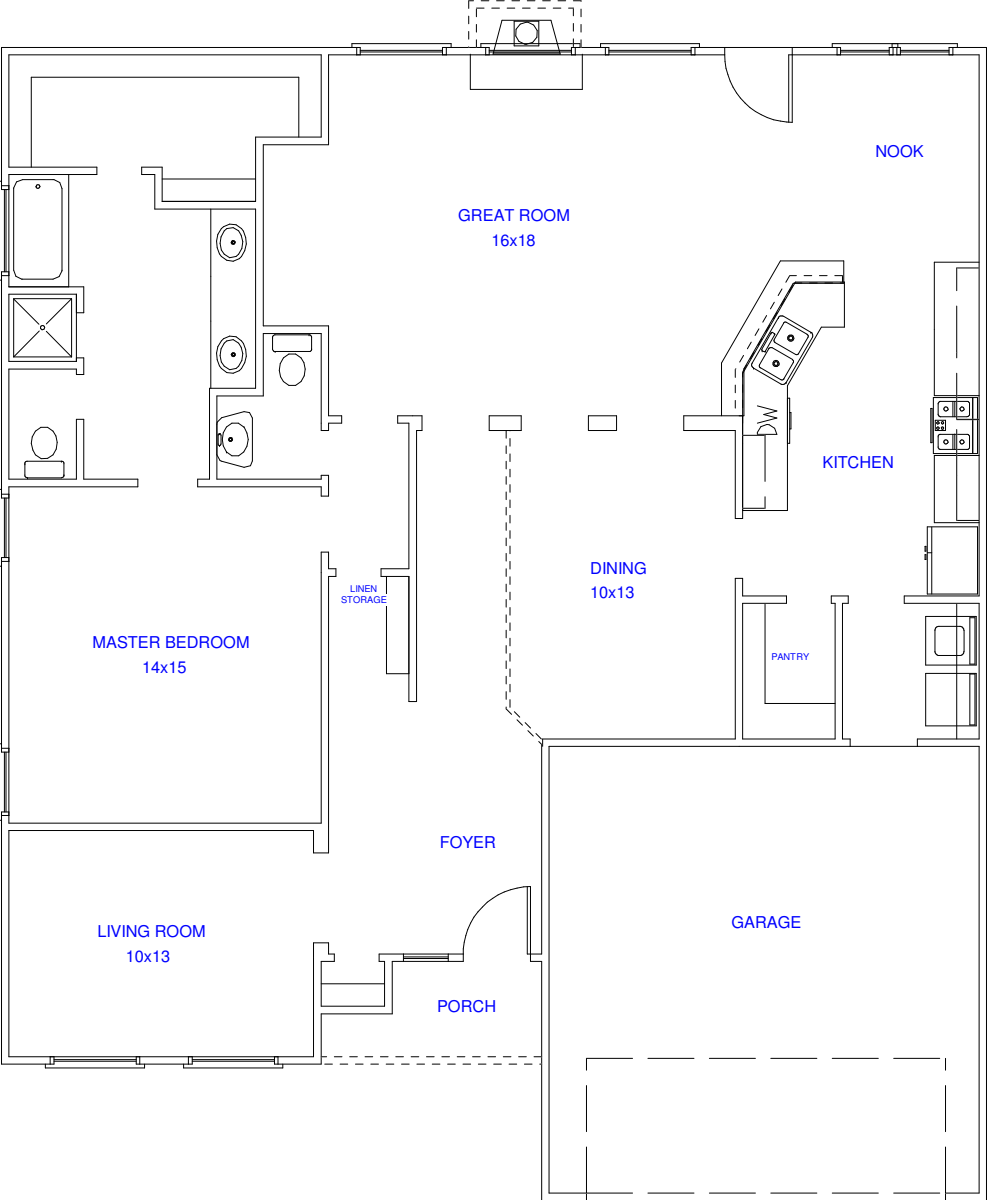 NOOK
GREAT ROOM
16x18
DW
KITCHEN
DINING
10x13
LINEN
STORAGE
MASTER BEDROOM
14x15
PANTRY
FOYER
GARAGE
LIVING ROOM
10x13
PORCH